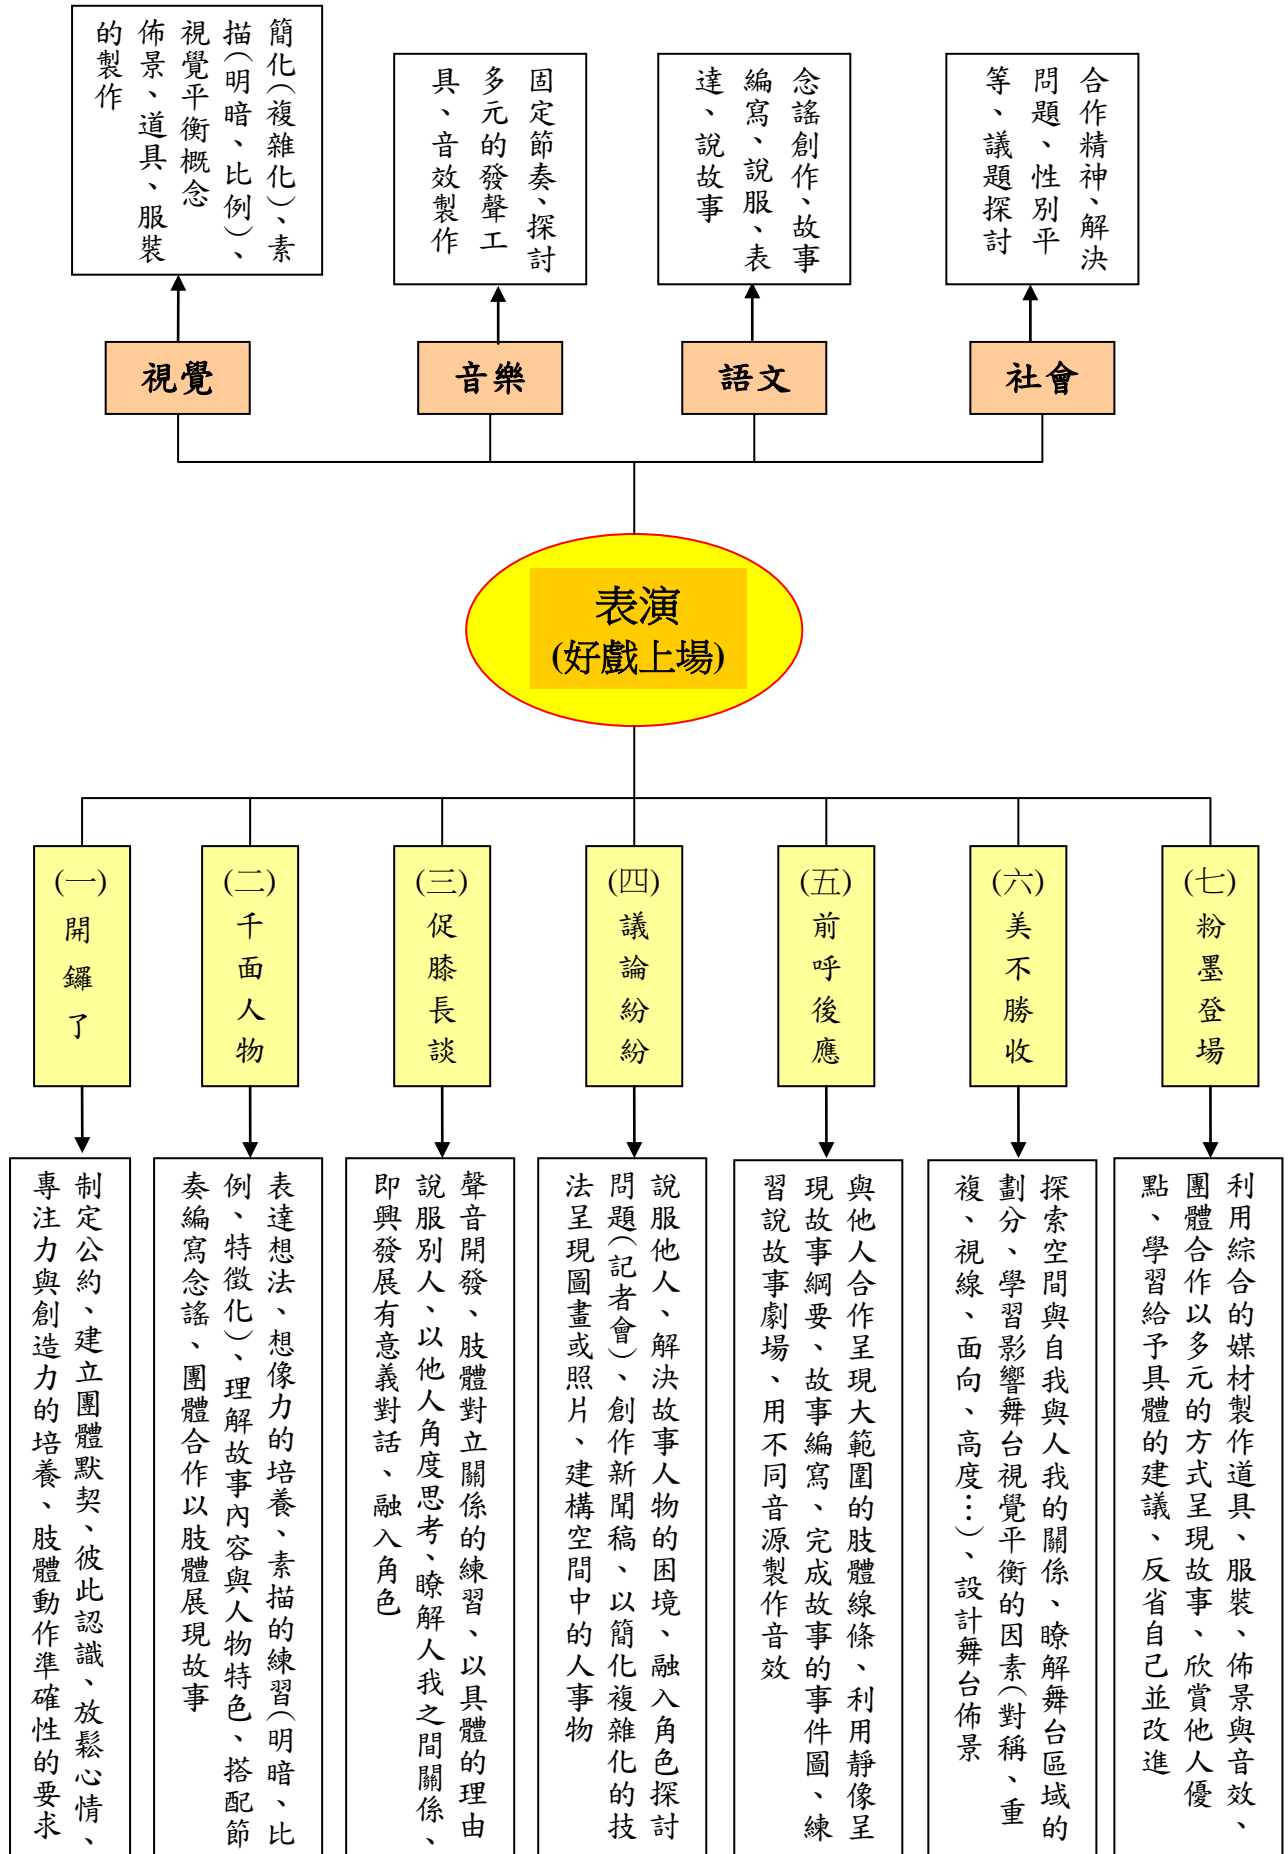 簡化(複雜化)、素
描(明暗、比例)、
視覺平衡概念
佈景、道具、服裝
的製作
固定節奏、探討
多元的發聲工
具、音效製作
念謠創作、故事
編寫、說服、表
達、說故事
合作精神、解決
問題、性別平
等、議題探討
視覺
音樂
語文
社會
表演
(好戲上場)
(一)開鑼了
(二)千面人物
(三)促膝長談
(四)議論紛紛
(五)前呼後應
(六)美不勝收
(七)粉墨登場
制定公約、建立團體默契、彼此認識、放鬆心情、
專注力與創造力的培養、肢體動作準確性的要求
表達想法、想像力的培養、素描的練習(明暗、比
例、特徵化)、理解故事內容與人物特色、搭配節
奏編寫念謠、團體合作以肢體展現故事
聲音開發、肢體對立關係的練習、以具體的理由
說服別人、以他人角度思考、瞭解人我之間關係、
即興發展有意義對話、融入角色
說服他人、解決故事人物的困境、融入角色探討
問題(記者會)、創作新聞稿、以簡化複雜化的技
法呈現圖畫或照片、建構空間中的人事物
與他人合作呈現大範圍的肢體線條、利用靜像呈
現故事綱要、故事編寫、完成故事的事件圖、練
習說故事劇場、用不同音源製作音效
探索空間與自我與人我的關係、瞭解舞台區域的
劃分、學習影響舞台視覺平衡的因素(對稱、重
複、視線、面向、高度…)、設計舞台佈景
利用綜合的媒材製作道具、服裝、佈景與音效、
團體合作以多元的方式呈現故事、欣賞他人優
點、學習給予具體的建議、反省自己並改進